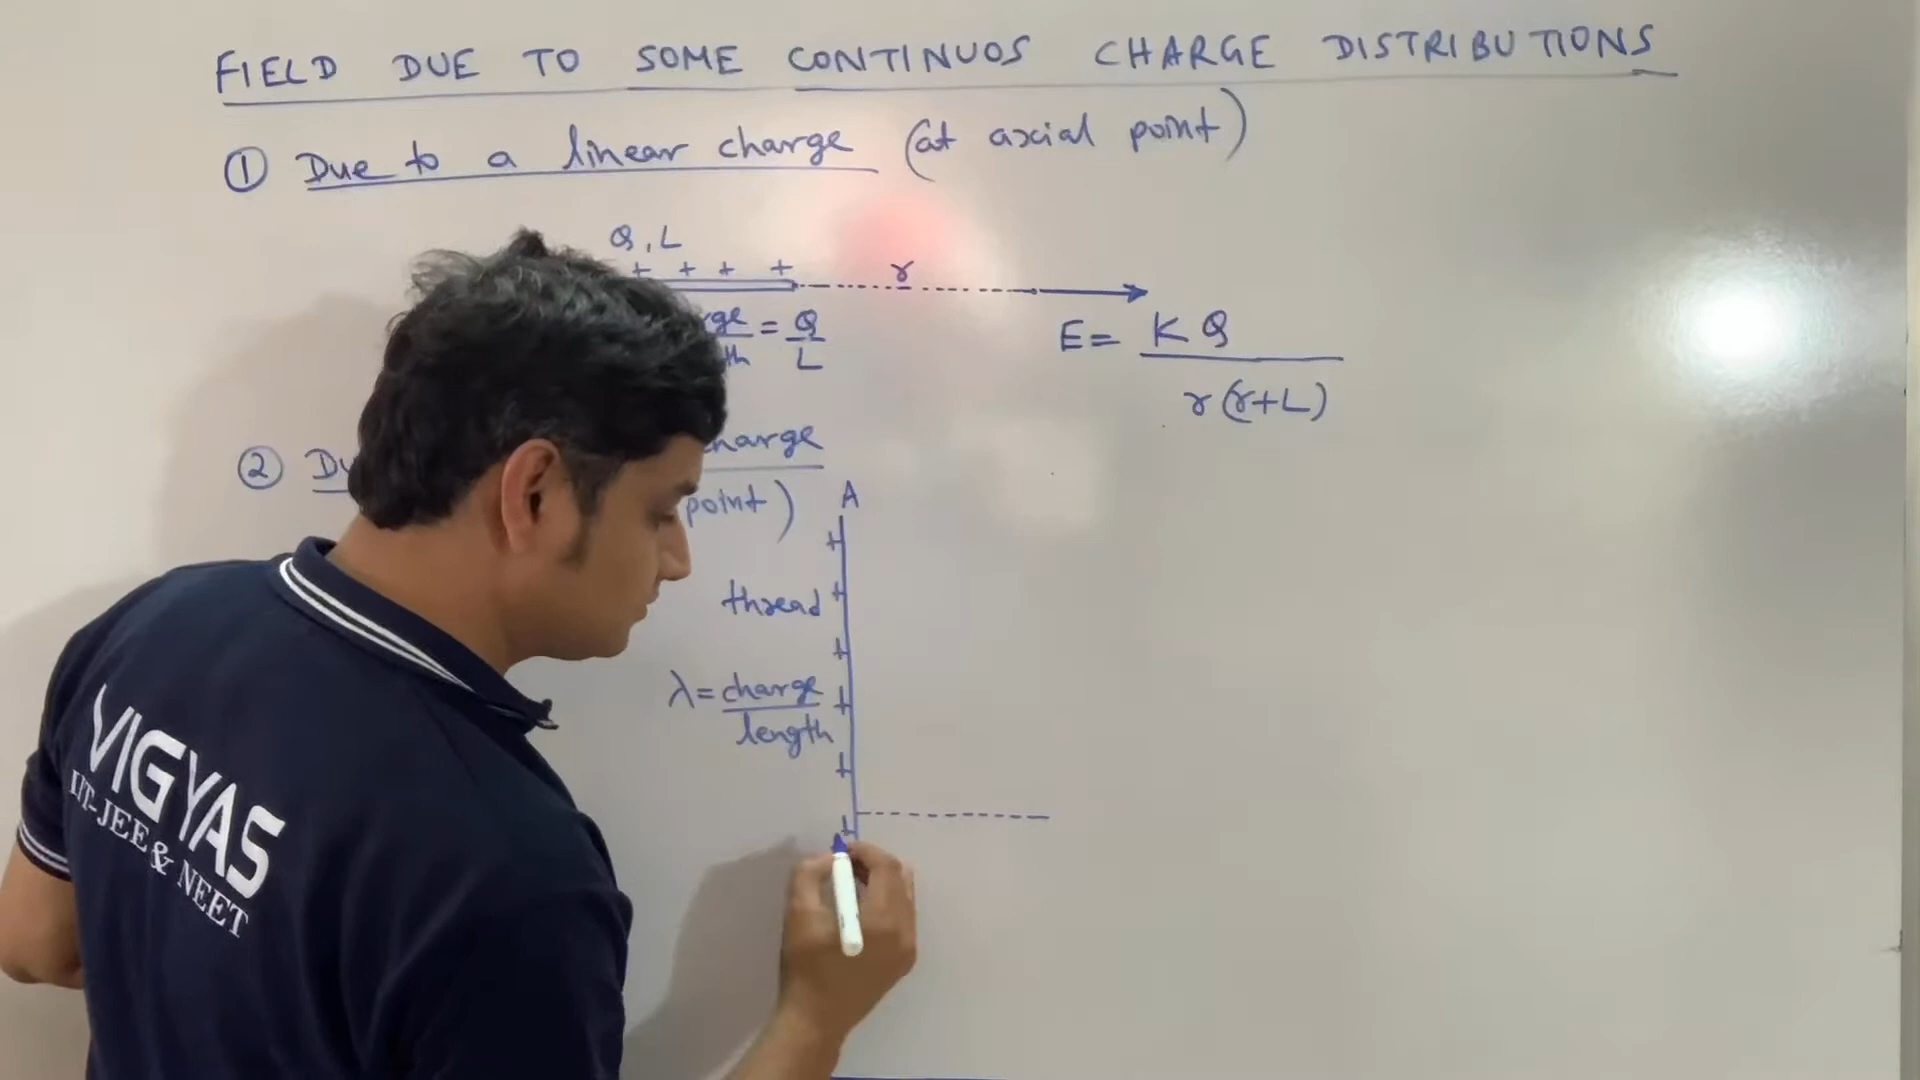 FIELD DUE TO SOME CONTINUOS CHARGE DISTRIBUTIONS
① Due to a linear charge (at axial point)
Q, L
+ + + +
r
= Q/L
E = KQ / r(r+L)
②
point)
A
+
thread +
+
λ = charge/length +
+
+
VIGYAS
IIT-JEE & NEET